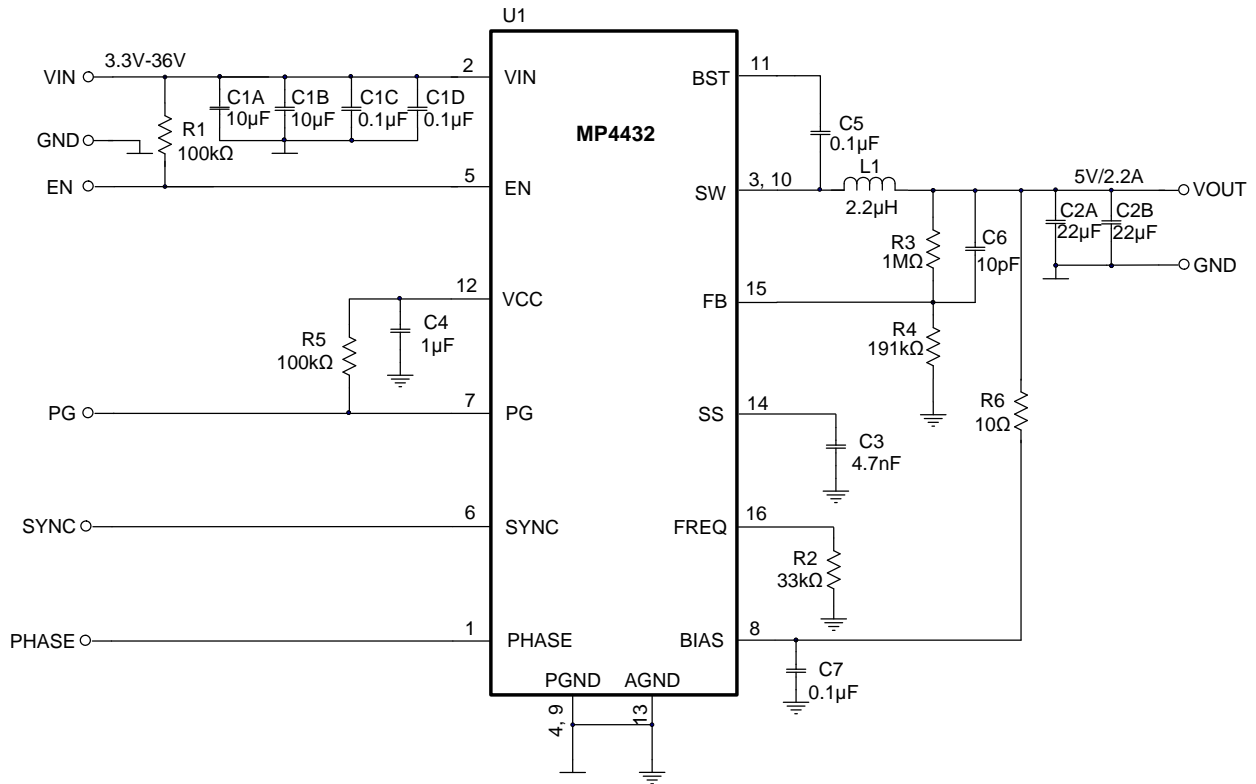 U1
MP4432
VIN
3.3V-36V
2
VIN
C1A
10µF
C1B
10µF
C1C
0.1µF
C1D
0.1µF
R1
100kΩ
GND
EN
5
EN
12
VCC
C4
1µF
R5
100kΩ
PG
7
PG
SYNC
6
SYNC
PHASE
1
PHASE
PGND
AGND
4, 9
13
BST
11
C5
0.1µF
SW
3, 10
L1
2.2µH
5V/2.2A
VOUT
C2A
22µF
C2B
22µF
GND
R3
1MΩ
C6
10pF
FB
15
R4
191kΩ
R6
10Ω
SS
14
C3
4.7nF
FREQ
16
R2
33kΩ
BIAS
8
C7
0.1µF